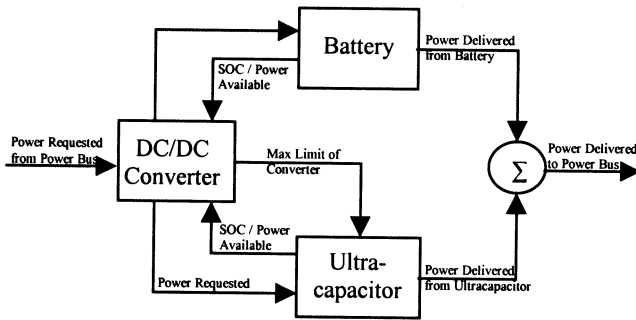 Battery
Power Delivered
from Battery
SOC / Power
Available
Power Requested
from Power Bus
DC/DC
Converter
Max Limit of
Converter
Σ
Power Delivered
to Power Bus
SOC / Power
Available
Ultra-
capacitor
Power Requested
Power Delivered
from Ultracapacitor